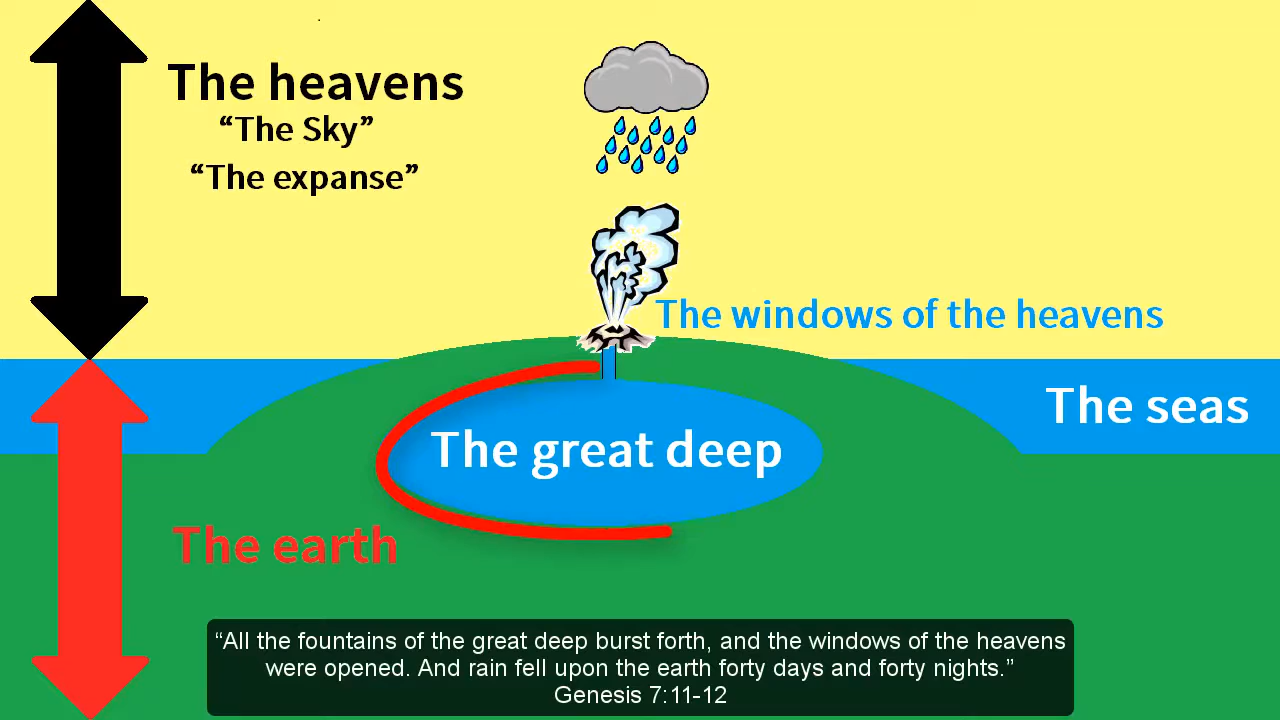 The heavens
“The Sky”
“The expanse”
The windows of the heavens
The seas
The great deep
The earth
“All the fountains of the great deep burst forth, and the windows of the heavens
were opened. And rain fell upon the earth forty days and forty nights.”
Genesis 7:11-12